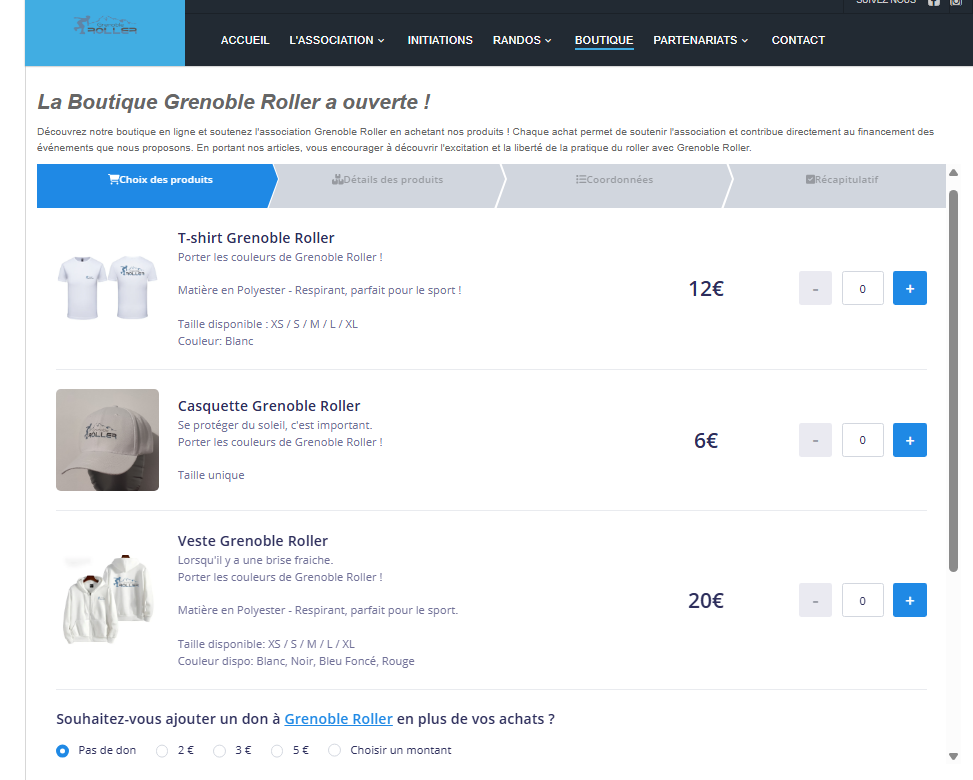 SUIVEZ-NOUS
Grenoble
ROLLER
ACCUEIL L'ASSOCIATION INITIATIONS RANDOS BOUTIQUE PARTENARIATS CONTACT
La Boutique Grenoble Roller a ouverte !
Découvrez notre boutique en ligne et soutenez l'association Grenoble Roller en achetant nos produits ! Chaque achat permet de soutenir l'association et contribue directement au financement des
événements que nous proposons. En portant nos articles, vous encourager à découvrir l'excitation et la liberté de la pratique du roller avec Grenoble Roller.
Choix des produits Détails des produits Coordonnées Récapitulatif
T-shirt Grenoble Roller
Porter les couleurs de Grenoble Roller !
Matière en Polyester - Respirant, parfait pour le sport !
Taille disponible : XS / S / M / L / XL
Couleur: Blanc
12€
- 0 +
ROLLER
Casquette Grenoble Roller
Se protéger du soleil, c'est important.
Porter les couleurs de Grenoble Roller !
Taille unique
6€
- 0 +
ROLLER
Veste Grenoble Roller
Lorsqu'il y a une brise fraiche.
Porter les couleurs de Grenoble Roller !
Matière en Polyester - Respirant, parfait pour le sport.
Taille disponible: XS / S / M / L / XL
Couleur dispo: Blanc, Noir, Bleu Foncé, Rouge
20€
- 0 +
ROLLER
Souhaitez-vous ajouter un don à Grenoble Roller en plus de vos achats ?
Pas de don 2 € 3 € 5 € Choisir un montant